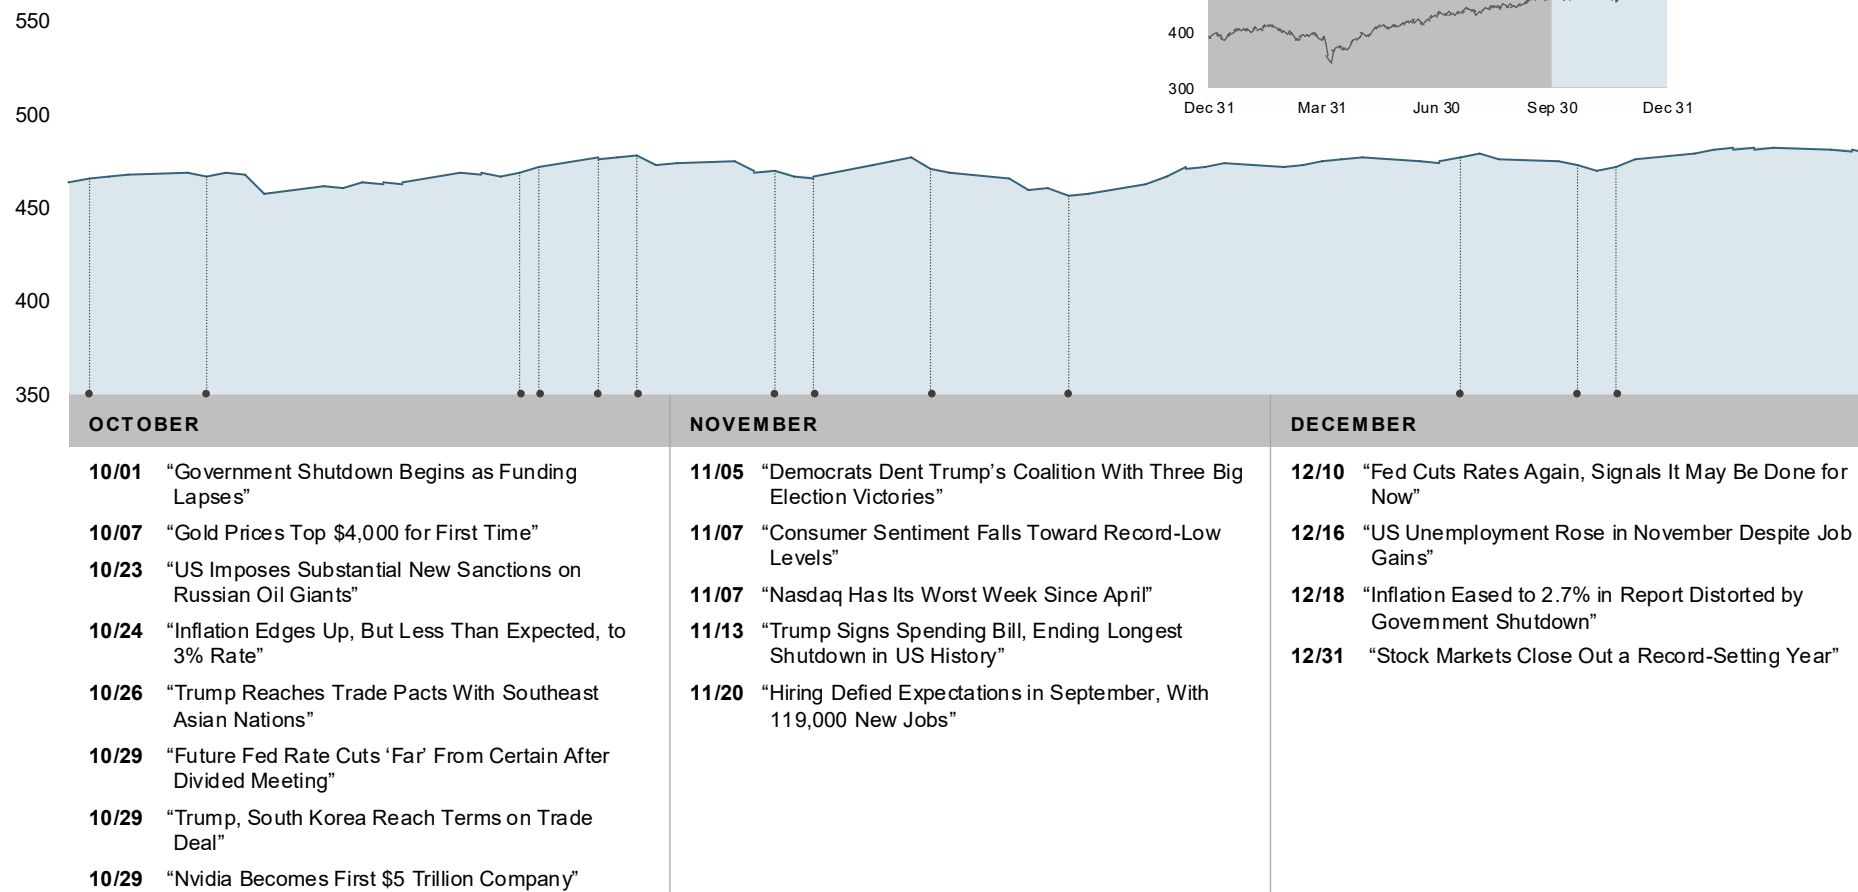 550
500
450
400
350
400
300
Dec 31
Mar 31
Jun 30
Sep 30
Dec 31
OCTOBER
10/01 “Government Shutdown Begins as Funding
Lapses”
10/07 “Gold Prices Top $4,000 for First Time”
10/23 “US Imposes Substantial New Sanctions on
Russian Oil Giants”
10/24 “Inflation Edges Up, But Less Than Expected, to
3% Rate”
10/26 “Trump Reaches Trade Pacts With Southeast
Asian Nations”
10/29 “Future Fed Rate Cuts ‘Far’ From Certain After
Divided Meeting”
10/29 “Trump, South Korea Reach Terms on Trade
Deal”
10/29 “Nvidia Becomes First $5 Trillion Company”
NOVEMBER
11/05 “Democrats Dent Trump’s Coalition With Three Big
Election Victories”
11/07 “Consumer Sentiment Falls Toward Record-Low
Levels”
11/07 “Nasdaq Has Its Worst Week Since April”
11/13 “Trump Signs Spending Bill, Ending Longest
Shutdown in US History”
11/20 “Hiring Defied Expectations in September, With
119,000 New Jobs”
DECEMBER
12/10 “Fed Cuts Rates Again, Signals It May Be Done for
Now”
12/16 “US Unemployment Rose in November Despite Job
Gains”
12/18 “Inflation Eased to 2.7% in Report Distorted by
Government Shutdown”
12/31 “Stock Markets Close Out a Record-Setting Year”